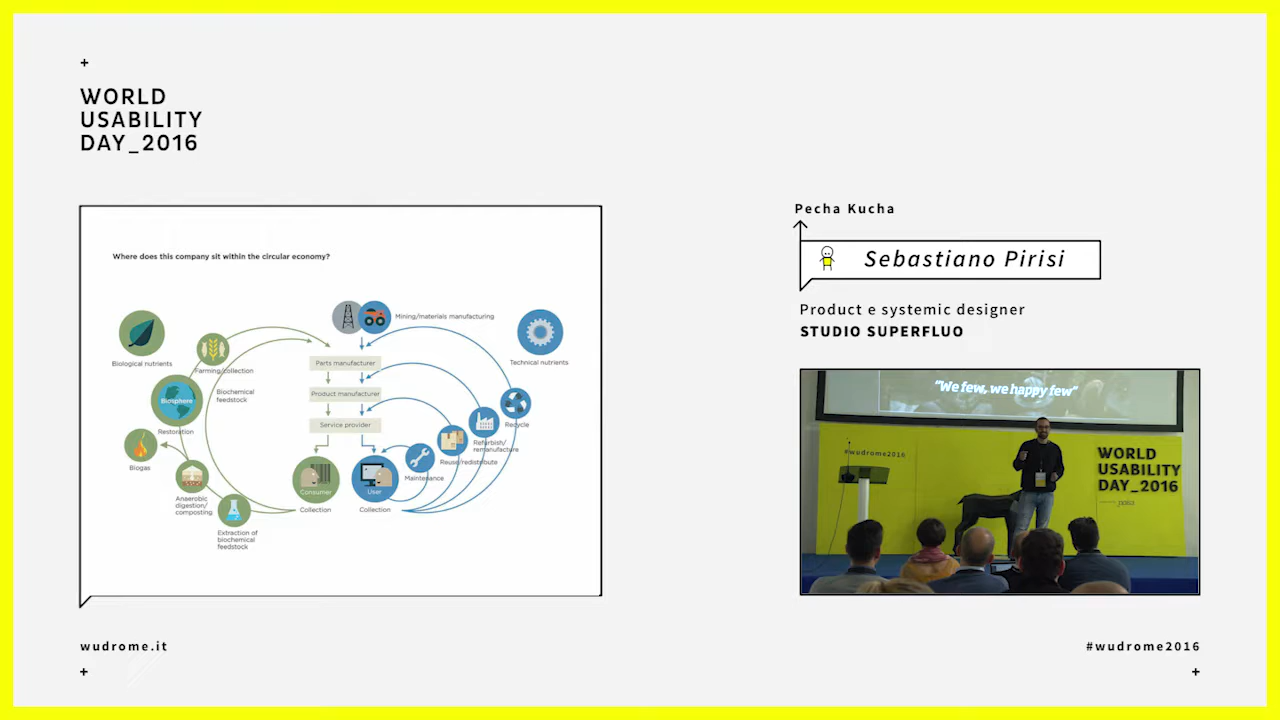 WORLD
USABILITY
DAY_2016
Where does this company sit within the circular economy?
Mining/materials manufacturing
Biological nutrients
Farming/collection
Parts manufacturer
Technical nutrients
Biochemical
feedstock
Product manufacturer
Biosphere
Restoration
Service provider
Recycle
Refurbish/
remanufacture
Reuse/redistribute
Biogas
Maintenance
Anaerobic
digestion/
composting
Consumer
User
Collection
Collection
Extraction of
biochemical
feedstock
Pecha Kucha
Sebastiano Pirisi
Product e systemic designer
STUDIO SUPERFLUO
"We few, we happy few"
#wudrome2016
WORLD
USABILITY
DAY_2016
wudrome.it
#wudrome2016